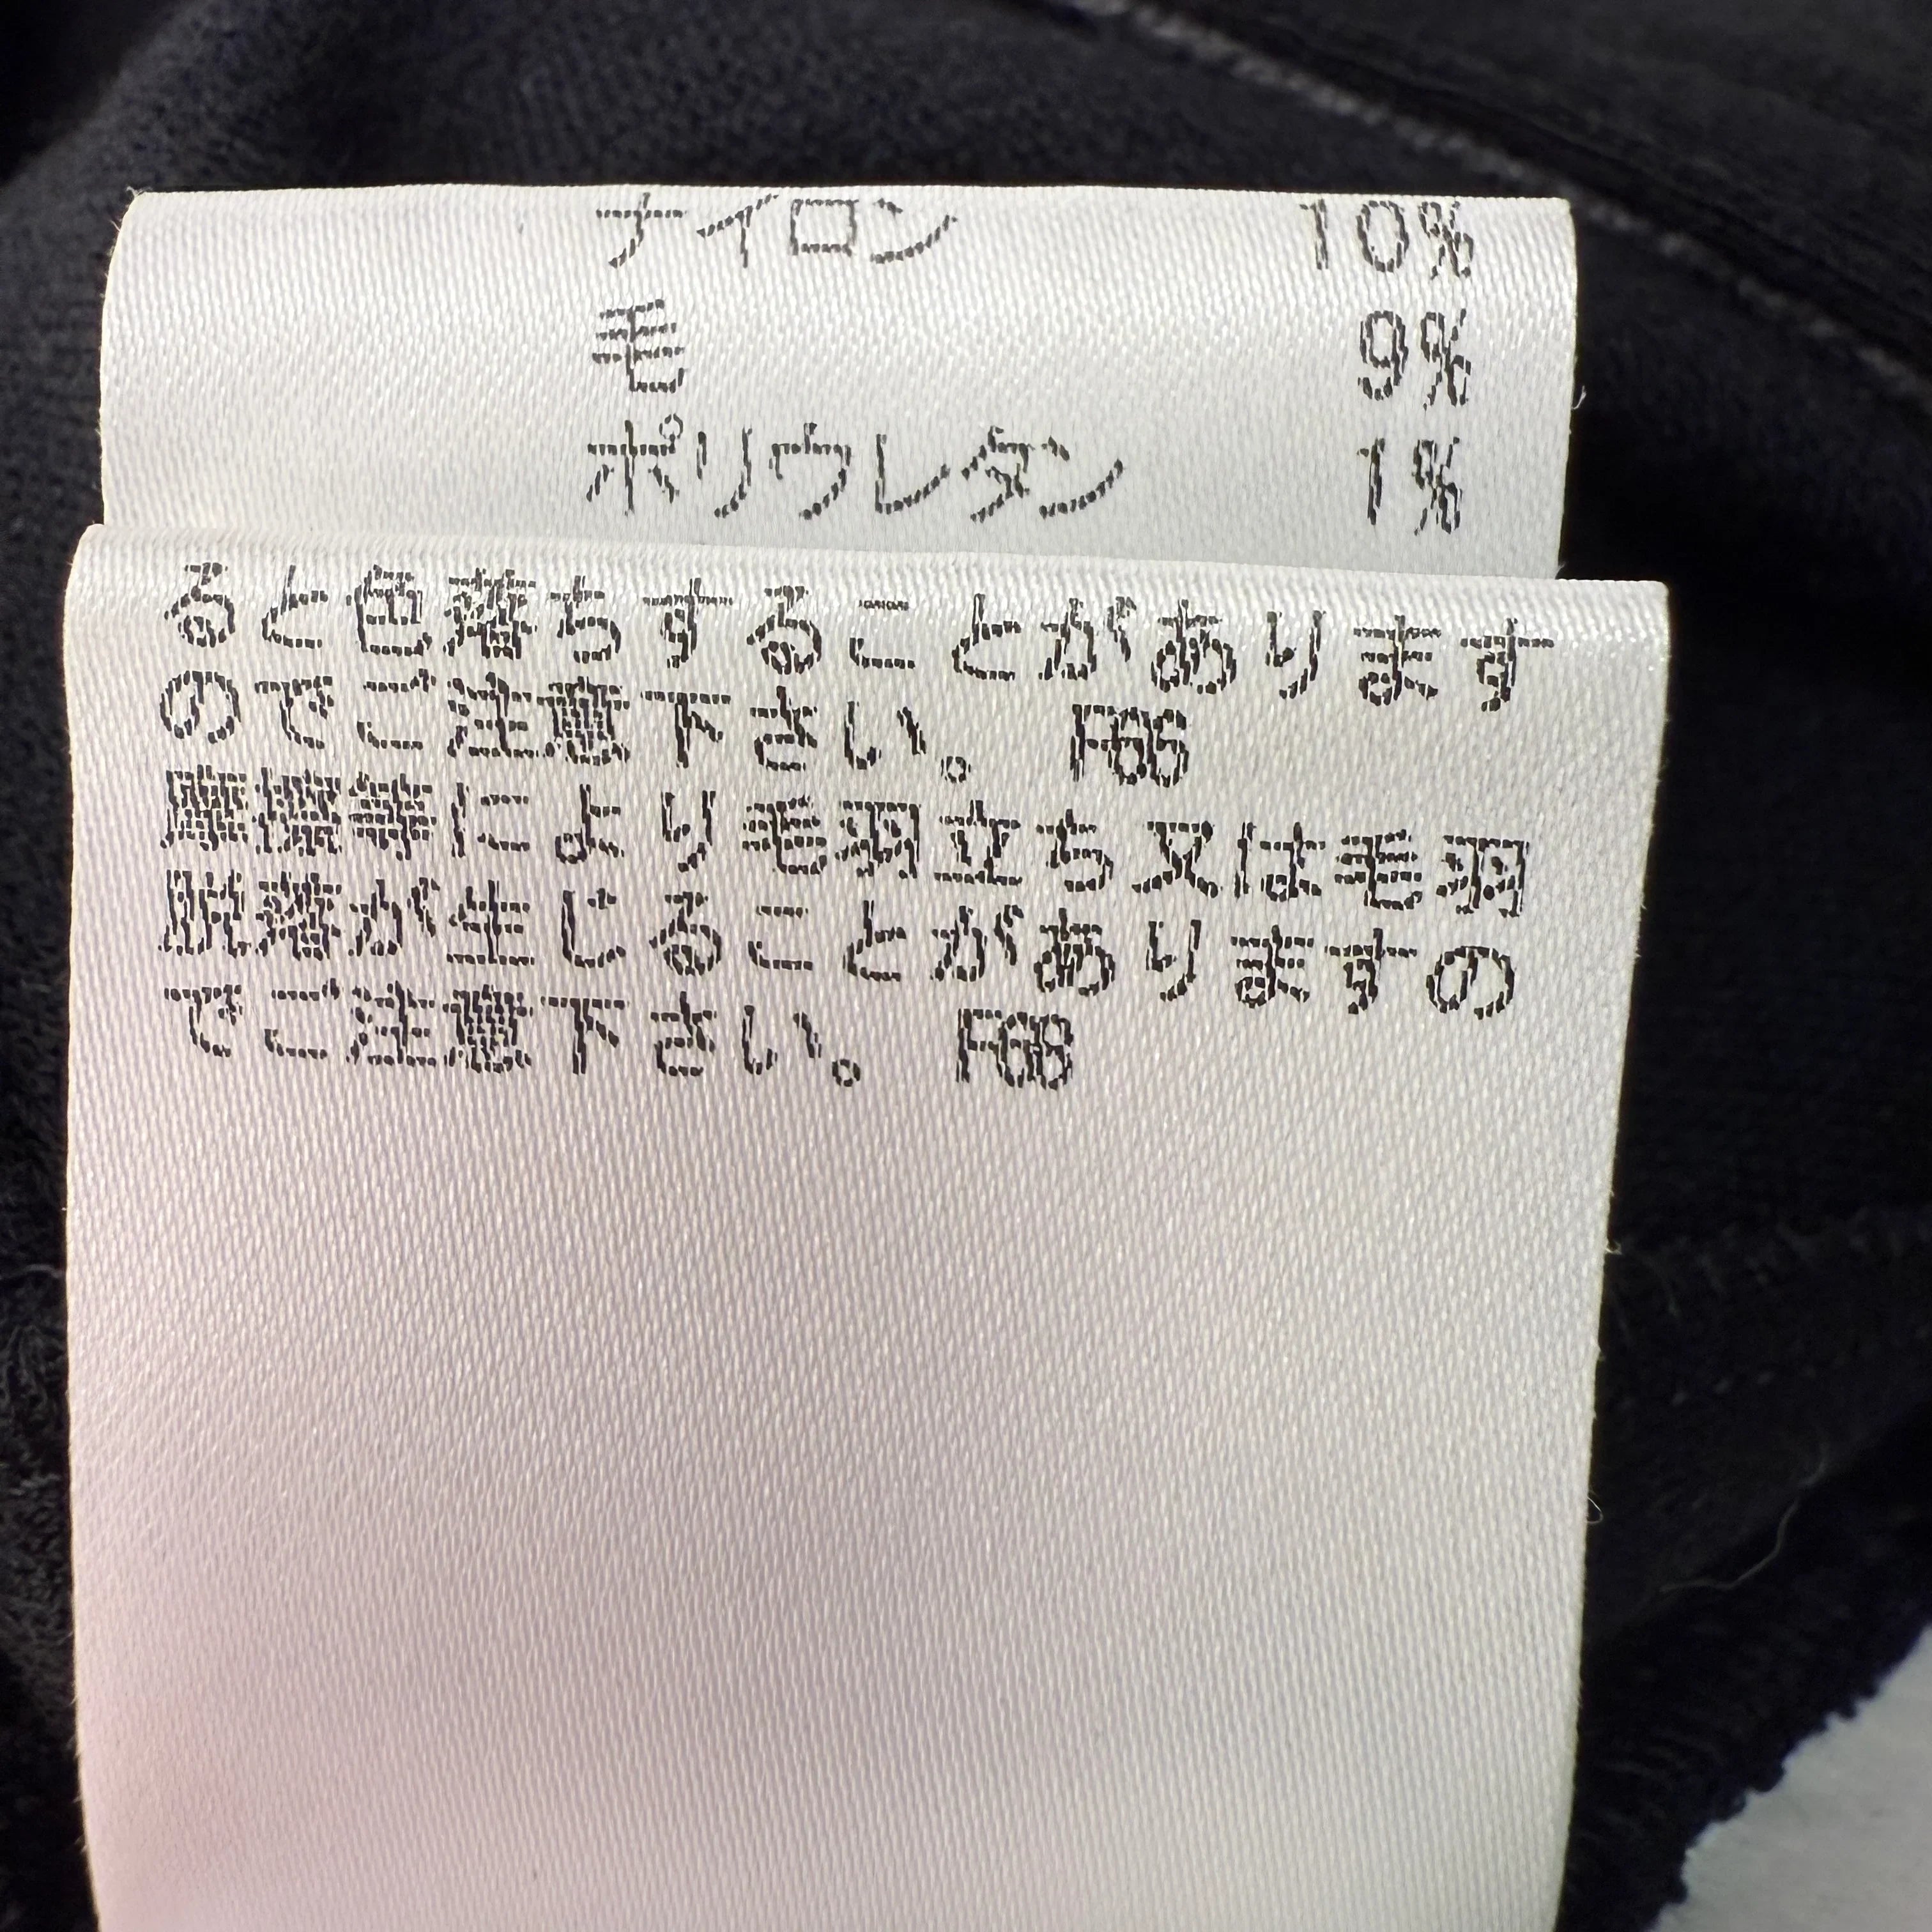 ナイロン 10%
毛 9%
ポリウレタン 1%
ると色落ちすることがあります
のでご注意下さい。 F66
摩擦等により毛羽立ち又は毛羽
脱落が生じることがありますの
でご注意下さい。